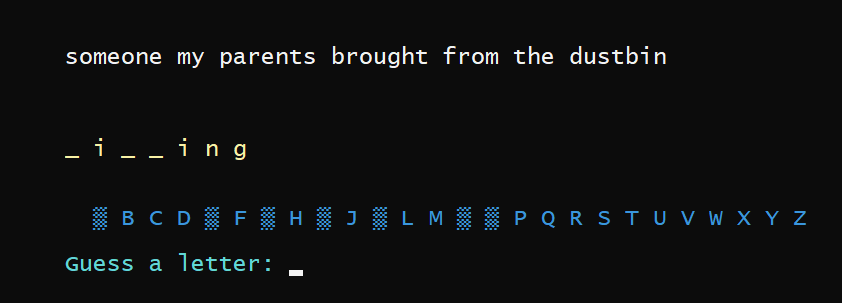 someone my parents brought from the dustbin
_ i _ _ i n g
▒ B C D ▒ F ▒ H ▒ J ▒ L M ▒ ▒ P Q R S T U V W X Y Z
Guess a letter: